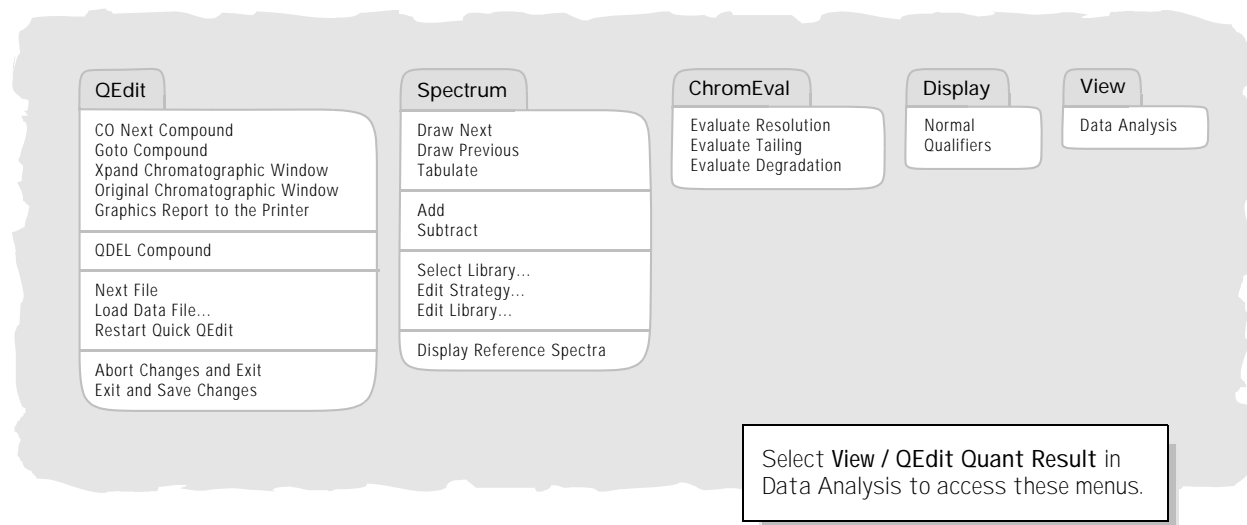 QEdit
CO Next Compound
Goto Compound
Xpand Chromatographic Window
Original Chromatographic Window
Graphics Report to the Printer
QDEL Compound
Next File
Load Data File...
Restart Quick QEdit
Abort Changes and Exit
Exit and Save Changes
Spectrum
Draw Next
Draw Previous
Tabulate
Add
Subtract
Select Library...
Edit Strategy...
Edit Library...
Display Reference Spectra
ChromEval
Evaluate Resolution
Evaluate Tailing
Evaluate Degradation
Display
Normal
Qualifiers
View
Data Analysis
Select View / QEdit Quant Result in
Data Analysis to access these menus.